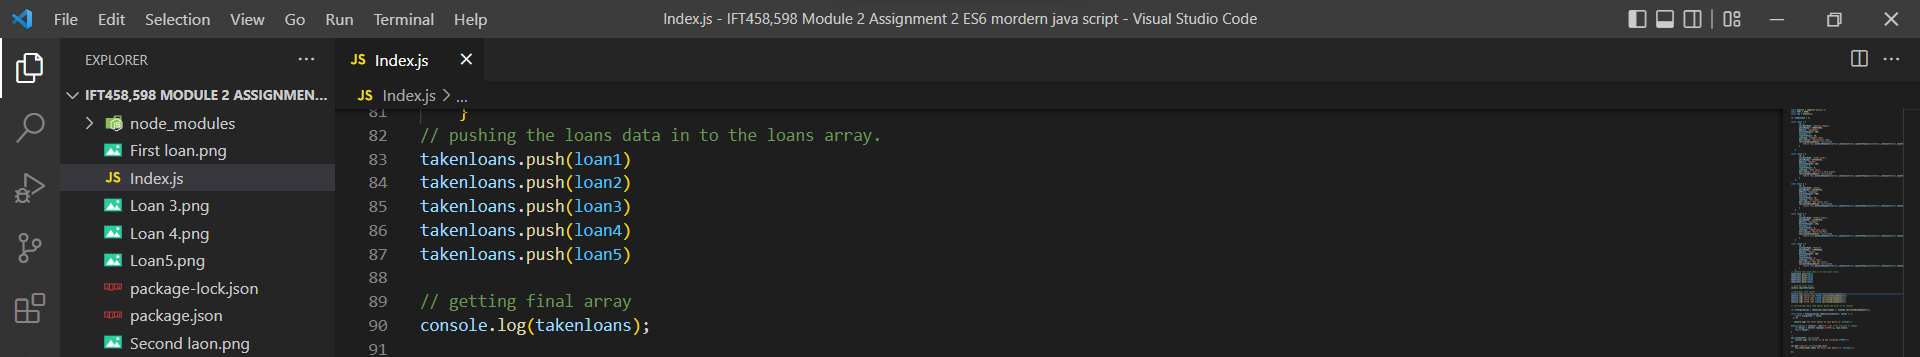 File Edit Selection View Go Run Terminal Help
Index.js - IFT458,598 Module 2 Assignment 2 ES6 mordern java script - Visual Studio Code
EXPLORER
IFT458,598 MODULE 2 ASSIGNMEN...
node_modules
First loan.png
JS Index.js
Loan 3.png
Loan 4.png
Loan5.png
package-lock.json
package.json
Second laon.png
JS Index.js
JS Index.js > ...
81 }
82 // pushing the loans data in to the loans array.
83 takenloans.push(loan1)
84 takenloans.push(loan2)
85 takenloans.push(loan3)
86 takenloans.push(loan4)
87 takenloans.push(loan5)
88
89 // getting final array
90 console.log(takenloans);
91